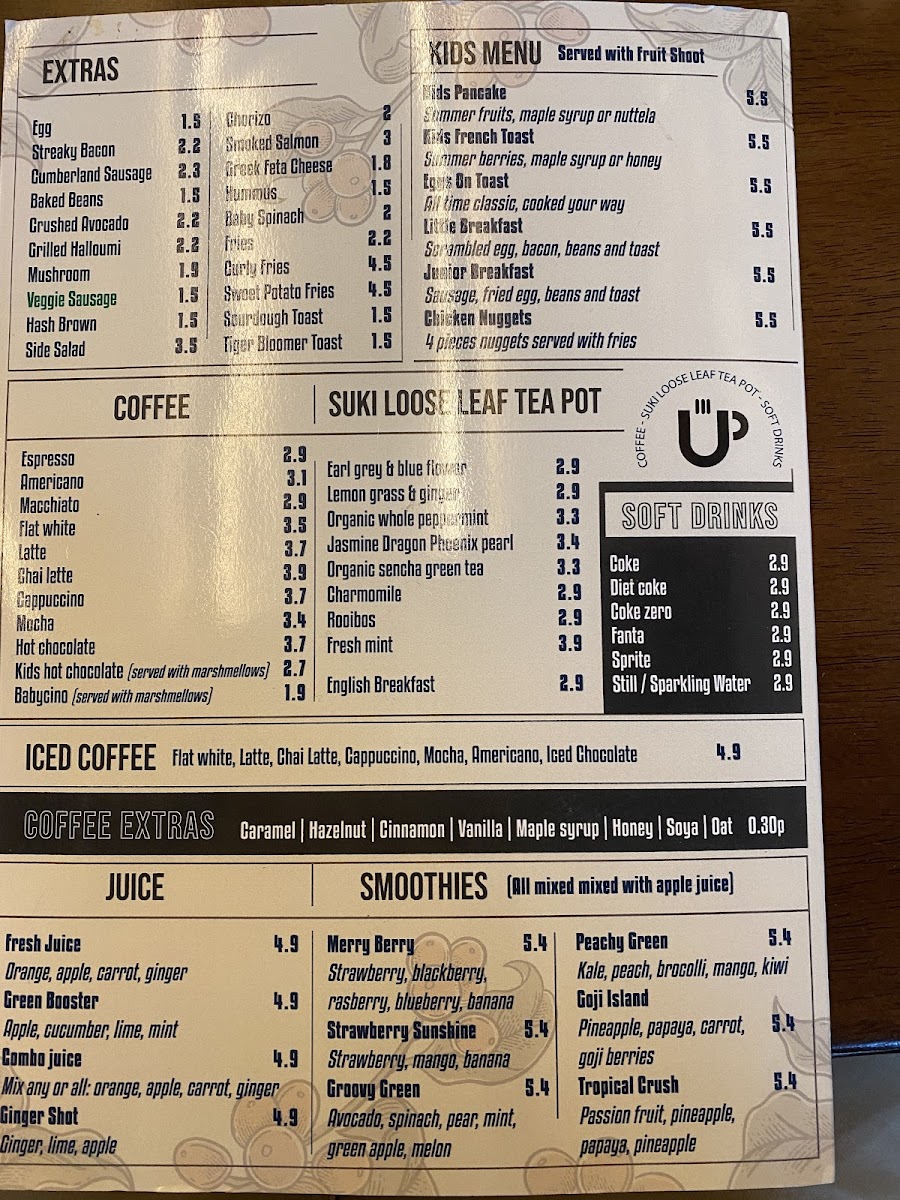 EXTRAS
Egg 1.5
Streaky Bacon 2.2
Cumberland Sausage 2.3
Baked Beans 1.5
Crushed Avocado 2.2
Grilled Halloumi 2.2
Mushroom 1.9
Veggie Sausage 1.5
Hash Brown 1.5
Side Salad 3.5
Chorizo 2
Smoked Salmon 3
Greek Feta Cheese 1.8
Hummus 1.5
Baby Spinach 2
Fries 2.2
Curly Fries 4.5
Sweet Potato Fries 4.5
Sourdough Toast 1.5
Tiger Bloomer Toast 1.5
KIDS MENU Served with Fruit Shoot
Kids Pancake 5.5
Summer fruits, maple syrup or nuttela
Kids French Toast 5.5
Summer berries, maple syrup or honey
Eggs On Toast 5.5
All time classic, cooked your way
Little Breakfast 5.5
Scrambled egg, bacon, beans and toast
Junior Breakfast 5.5
Sausage, fried egg, beans and toast
Chicken Nuggets 5.5
4 pieces nuggets served with fries
COFFEE
Espresso 2.9
Americano 3.1
Macchiato 2.9
Flat white 3.5
Latte 3.7
Chai lette 3.9
Cappuccino 3.7
Mocha 3.4
Hot chocolate 3.7
Kids hot chocolate (served with marshmellows) 2.7
Babycino (served with marshmellows) 1.9
SUKI LOOSE LEAF TEA POT
Earl grey & blue flower 2.9
Lemon grass & ginger 2.9
Organic whole peppermint 3.3
Jasmine Dragon Phoenix pearl 3.4
Organic sencha green tea 3.3
Charmomile 2.9
Rooibos 2.9
Fresh mint 3.9
English Breakfast 2.9
COFFEE - SUKI LOOSE LEAF TEA POT - SOFT DRINKS
UP
SOFT DRINKS
Coke 2.9
Diet coke 2.9
Coke zero 2.9
Fanta 2.9
Sprite 2.9
Still / Sparkling Water 2.9
ICED COFFEE Flat white, Latte, Chai Latte, Cappuccino, Mocha, Americano, Iced Chocolate 4.9
COFFEE EXTRAS Caramel | Hazelnut | Cinnamon | Vanilla | Maple syrup | Honey | Soya | Oat 0.30p
JUICE
Fresh Juice 4.9
Orange, apple, carrot, ginger
Green Booster 4.9
Apple, cucumber, lime, mint
Combo juice 4.9
Mix any or all: orange, apple, carrot, ginger
Ginger Shot 4.9
Ginger, lime, apple
SMOOTHIES (All mixed mixed with apple juice)
Merry Berry 5.4
Strawberry, blackberry,
rasberry, blueberry, banana
Strawberry Sunshine 5.4
Strawberry, mango, banana
Groovy Green 5.4
Avocado, spinach, pear, mint,
green apple, melon
Peachy Green 5.4
Kale, peach, brocolli, mango, kiwi
Goji Island
Pineapple, papaya, carrot, 5.4
goji berries
Tropical Crush 5.4
Passion fruit, pineapple,
papaya, pineapple